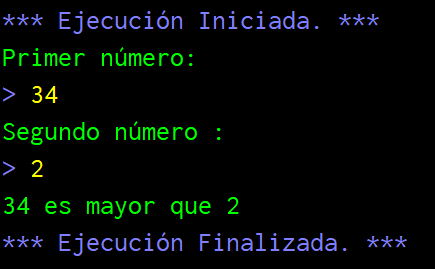 *** Ejecución Iniciada. ***
Primer número:
> 34
Segundo número :
> 2
34 es mayor que 2
*** Ejecución Finalizada. ***